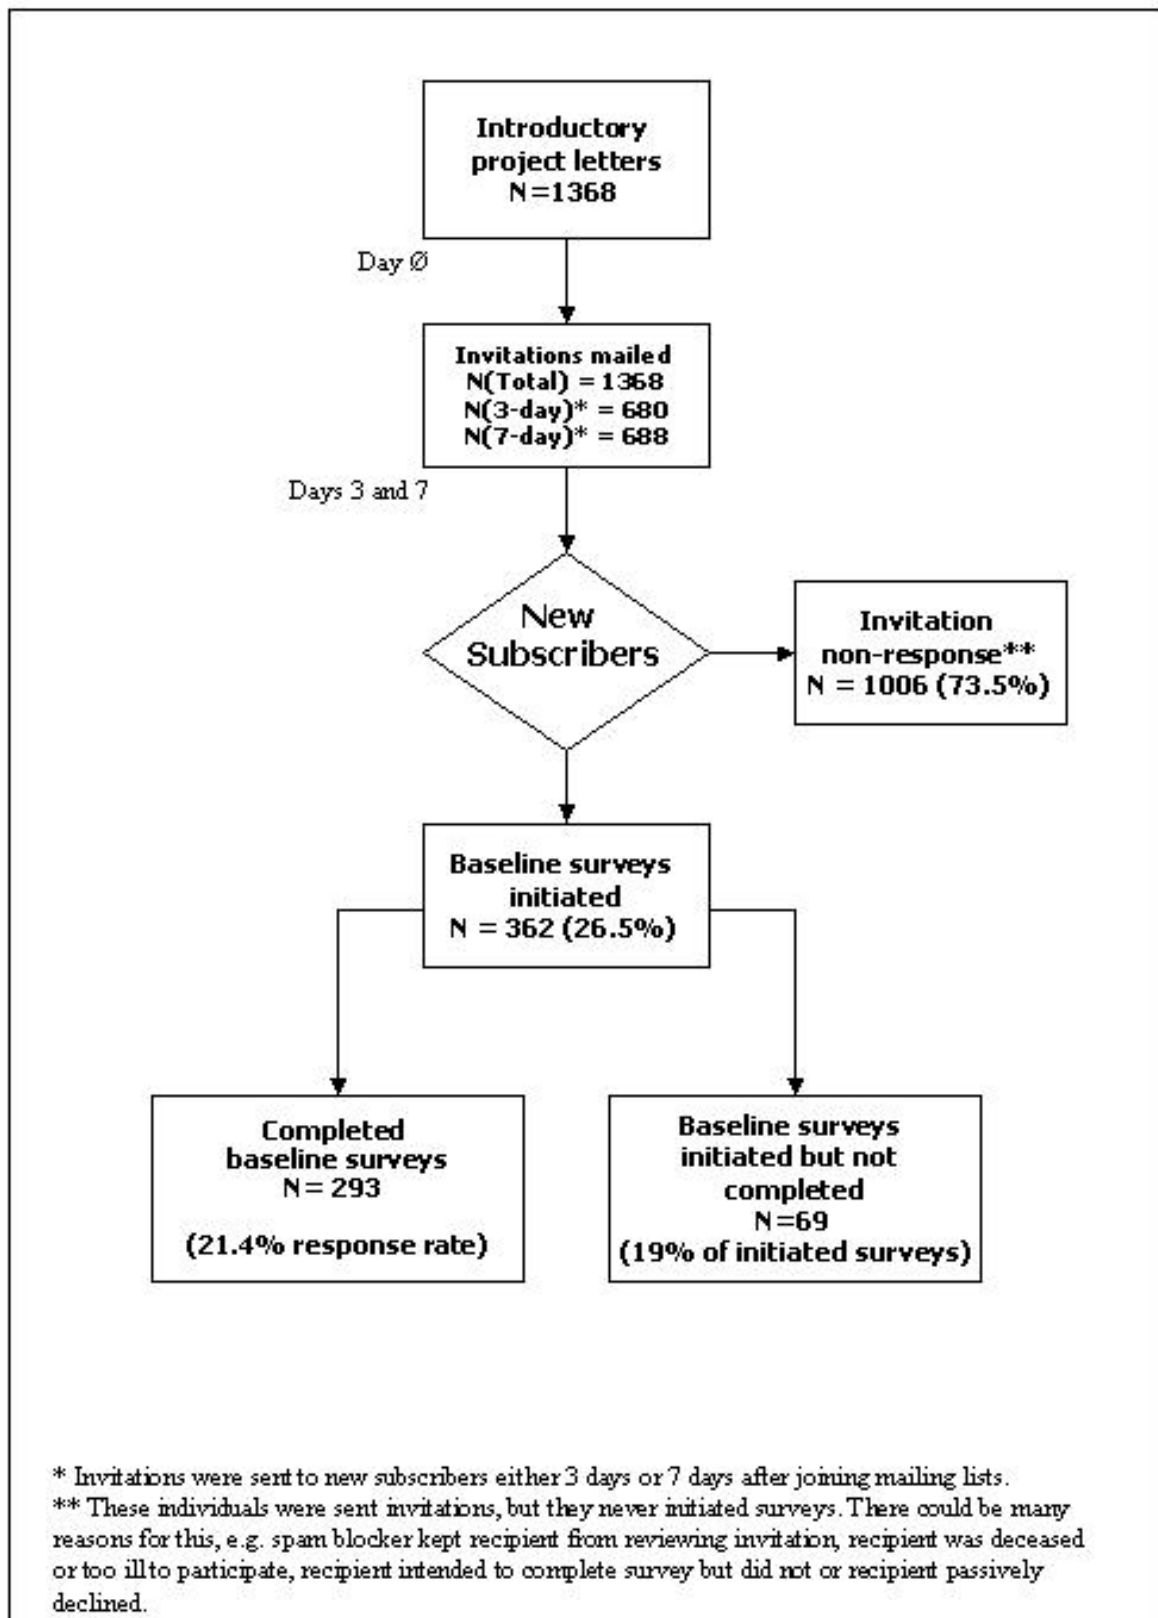 Introductory
project letters
N=1368
Day Ø
Invitations mailed
N(Total) = 1368
N(3-day)* = 680
N(7-day)* = 688
Days 3 and 7
New
Subscribers
Invitation
non-response**
N = 1006 (73.5%)
Baseline surveys
initiated
N = 362 (26.5%)
Completed
baseline surveys
N= 293
(21.4% response rate)
Baseline surveys
initiated but not
completed
N=69
(19% of initiated surveys)
* Invitations were sent to new subscribers either 3 days or 7 days after joining mailing lists.
** These individuals were sent invitations, but they never initiated surveys. There could be many
reasons for this, e.g. spam blocker kept recipient from reviewing invitation, recipient was deceased
or too ill to participate, recipient intended to complete survey but did not or recipient passively
declined.